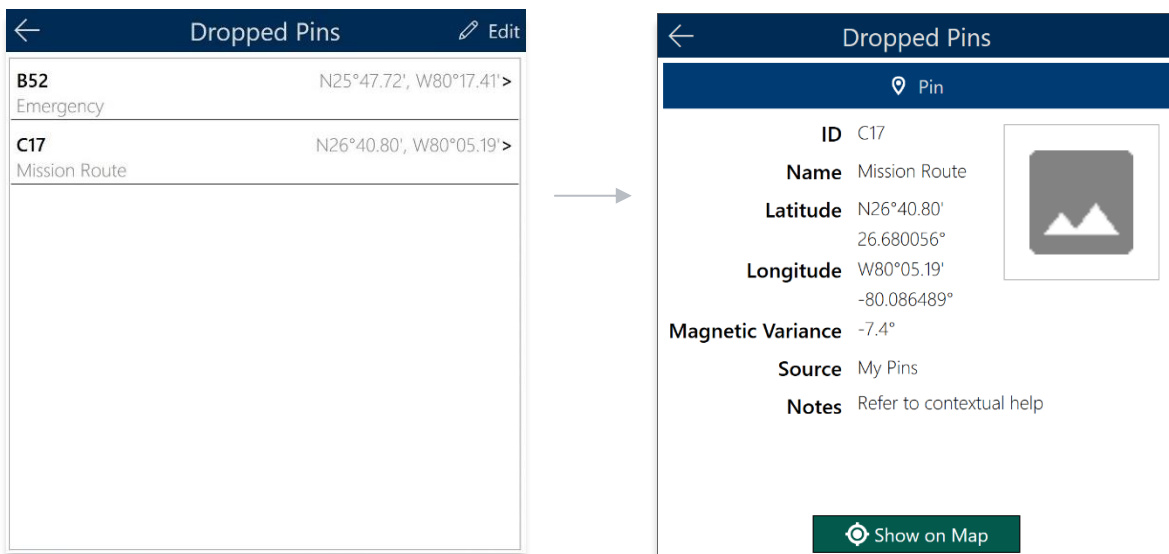 Dropped Pins
Edit
B52
N25°47.72', W80°17.41'>
Emergency
C17
N26°40.80', W80°05.19'>
Mission Route
Dropped Pins
Pin
ID C17
Name Mission Route
Latitude N26°40.80'
26.680056°
Longitude W80°05.19'
-80.086489°
Magnetic Variance -7.4°
Source My Pins
Notes Refer to contextual help
Show on Map